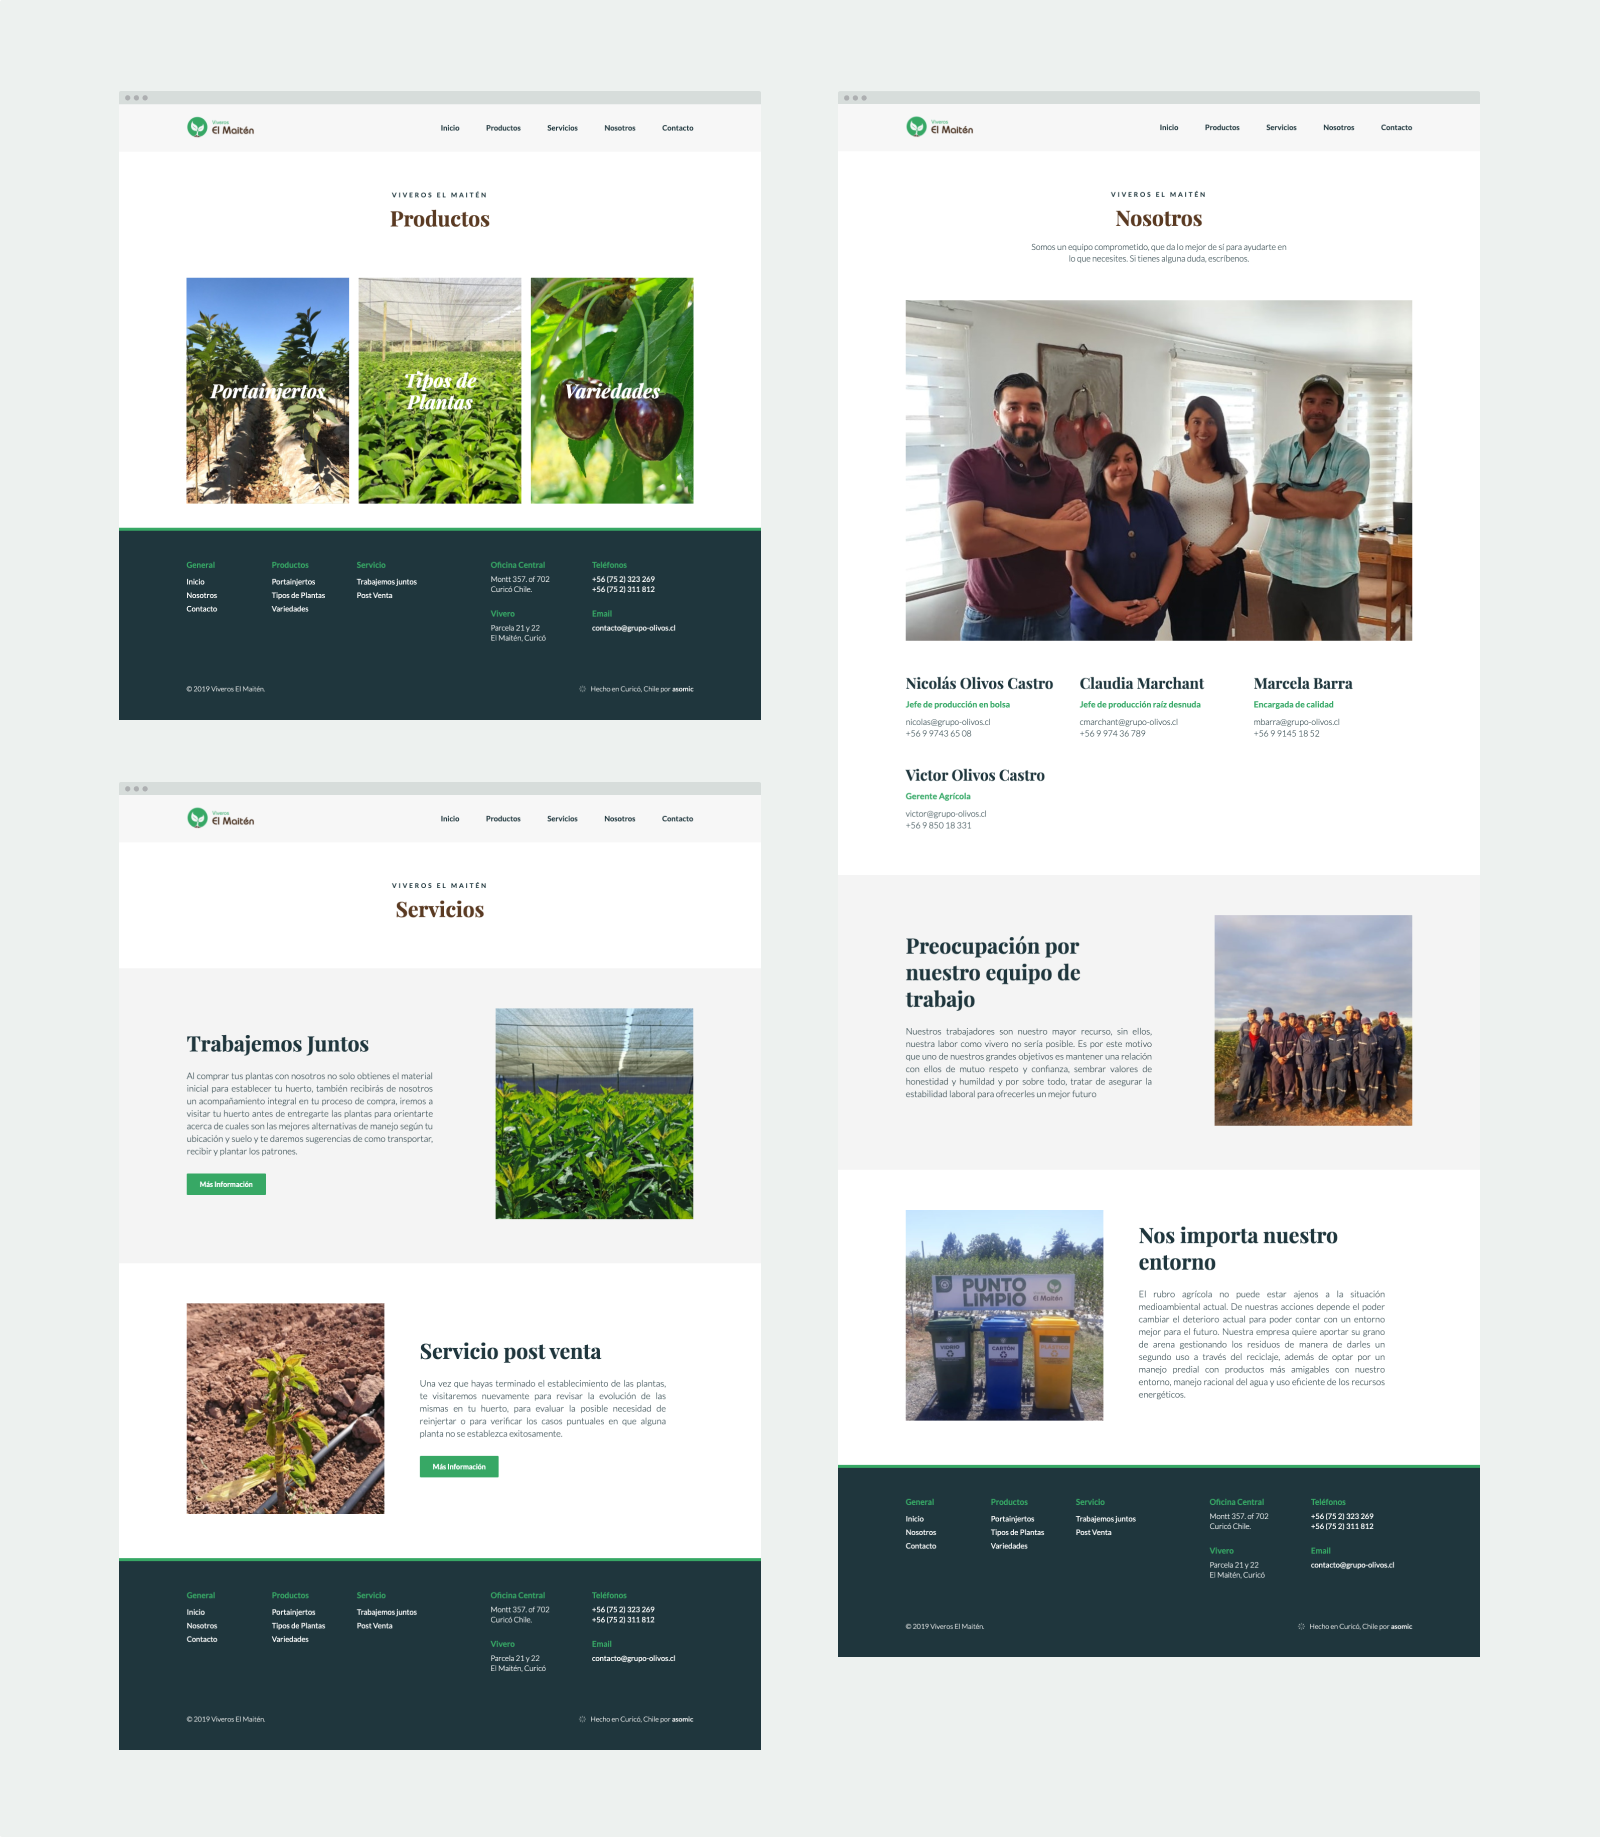 Viveros
El Maitén
Inicio Productos Servicios Nosotros Contacto
VIVEROS EL MAITÉN
Productos
Portainjertos
Tipos de
Plantas
Variedades
General
Inicio
Nosotros
Contacto
Productos
Portainjertos
Tipos de Plantas
Variedades
Servicio
Trabajemos juntos
Post Venta
Oficina Central
Montt 357. of 702
Curicó Chile.
Vivero
Parcela 21 y 22
El Maitén, Curicó
Teléfonos
+56 (75 2) 323 269
+56 (75 2) 311 812
Email
contacto@grupo-olivos.cl
© 2019 Viveros El Maitén.
Hecho en Curicó, Chile por asomic
Viveros
El Maitén
Inicio Productos Servicios Nosotros Contacto
VIVEROS EL MAITÉN
Servicios
Trabajemos Juntos
Al comprar tus plantas con nosotros no solo obtienes el material
inicial para establecer tu huerto, también recibirás de nosotros
un acompañamiento integral en tu proceso de compra, iremos a
visitar tu huerto antes de entregarte las plantas para orientarte
acerca de cuales son las mejores alternativas de manejo según tu
ubicación y suelo y te daremos sugerencias de como transportar,
recibir y plantar los patrones.
Más Información
Servicio post venta
Una vez que hayas terminado el establecimiento de las plantas,
te visitaremos nuevamente para revisar la evolución de las
mismas en tu huerto, para evaluar la posible necesidad de
reinjertar o para verificar los casos puntuales en que alguna
planta no se establezca exitosamente.
Más Información
General
Inicio
Nosotros
Contacto
Productos
Portainjertos
Tipos de Plantas
Variedades
Servicio
Trabajemos juntos
Post Venta
Oficina Central
Montt 357. of 702
Curicó Chile.
Vivero
Parcela 21 y 22
El Maitén, Curicó
Teléfonos
+56 (75 2) 323 269
+56 (75 2) 311 812
Email
contacto@grupo-olivos.cl
© 2019 Viveros El Maitén.
Hecho en Curicó, Chile por asomic
Viveros
El Maitén
Inicio Productos Servicios Nosotros Contacto
VIVEROS EL MAITÉN
Nosotros
Somos un equipo comprometido, que da lo mejor de sí para ayudarte en
lo que necesites. Si tienes alguna duda, escríbenos.
Nicolás Olivos Castro
Jefe de producción en bolsa
nicolas@grupo-olivos.cl
+56 9 9743 65 08
Claudia Marchant
Jefe de producción raíz desnuda
cmarchant@grupo-olivos.cl
+56 9 974 36 789
Marcela Barra
Encargada de calidad
mbarra@grupo-olivos.cl
+56 9 9145 18 52
Victor Olivos Castro
Gerente Agrícola
victor@grupo-olivos.cl
+56 9 850 18 331
Preocupación por
nuestro equipo de
trabajo
Nuestros trabajadores son nuestro mayor recurso, sin ellos,
nuestra labor como vivero no sería posible. Es por este motivo
que uno de nuestros grandes objetivos es mantener una relación
con ellos de mutuo respeto y confianza, sembrar valores de
honestidad y humildad y por sobre todo, tratar de asegurar la
estabilidad laboral para ofrecerles un mejor futuro
PUNTO
LIMPIO
El Maitén
VIDRIO
CARTÓN
PLÁSTICO
Nos importa nuestro
entorno
El rubro agrícola no puede estar ajenos a la situación
medioambiental actual. De nuestras acciones depende el poder
cambiar el deterioro actual para poder contar con un entorno
mejor para el futuro. Nuestra empresa quiere aportar su grano
de arena gestionando los residuos de manera de darles un
segundo uso a través del reciclaje, además de optar por un
manejo predial con productos más amigables con nuestro
entorno, manejo racional del agua y uso eficiente de los recursos
energéticos.
General
Inicio
Nosotros
Contacto
Productos
Portainjertos
Tipos de Plantas
Variedades
Servicio
Trabajemos juntos
Post Venta
Oficina Central
Montt 357. of 702
Curicó Chile.
Vivero
Parcela 21 y 22
El Maitén, Curicó
Teléfonos
+56 (75 2) 323 269
+56 (75 2) 311 812
Email
contacto@grupo-olivos.cl
© 2019 Viveros El Maitén.
Hecho en Curicó, Chile por asomic